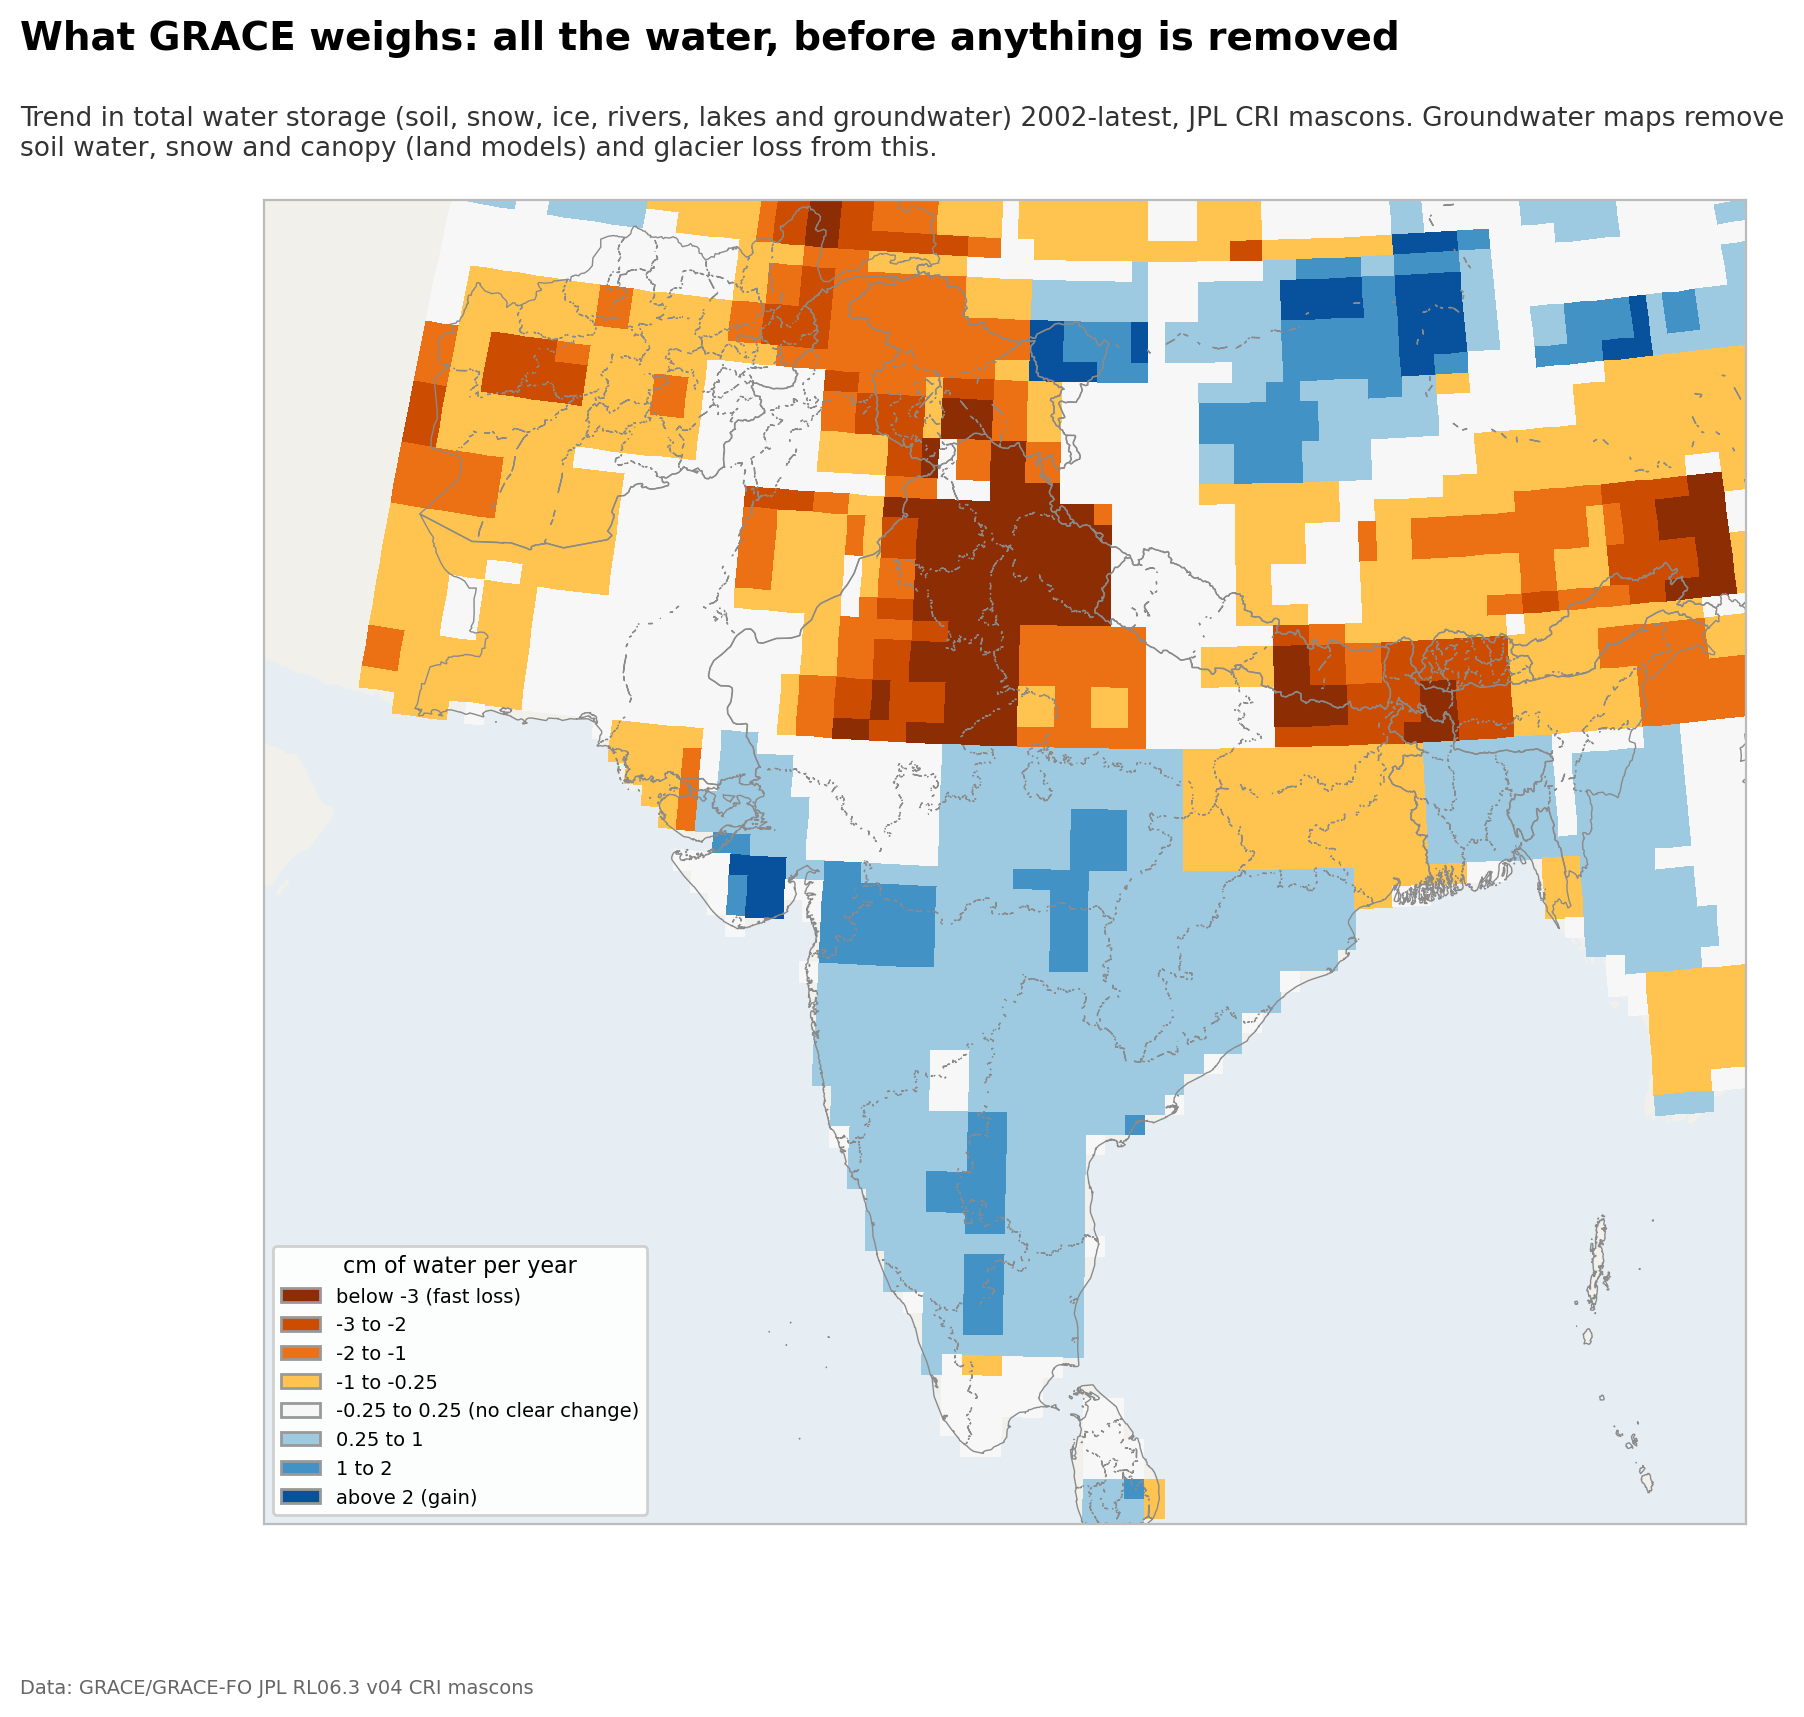 What GRACE weighs: all the water, before anything is removed
Trend in total water storage (soil, snow, ice, rivers, lakes and groundwater) 2002-latest, JPL CRI mascons. Groundwater maps remove
soil water, snow and canopy (land models) and glacier loss from this.
cm of water per year
below -3 (fast loss)
-3 to -2
-2 to -1
-1 to -0.25
-0.25 to 0.25 (no clear change)
0.25 to 1
1 to 2
above 2 (gain)
Data: GRACE/GRACE-FO JPL RL06.3 v04 CRI mascons